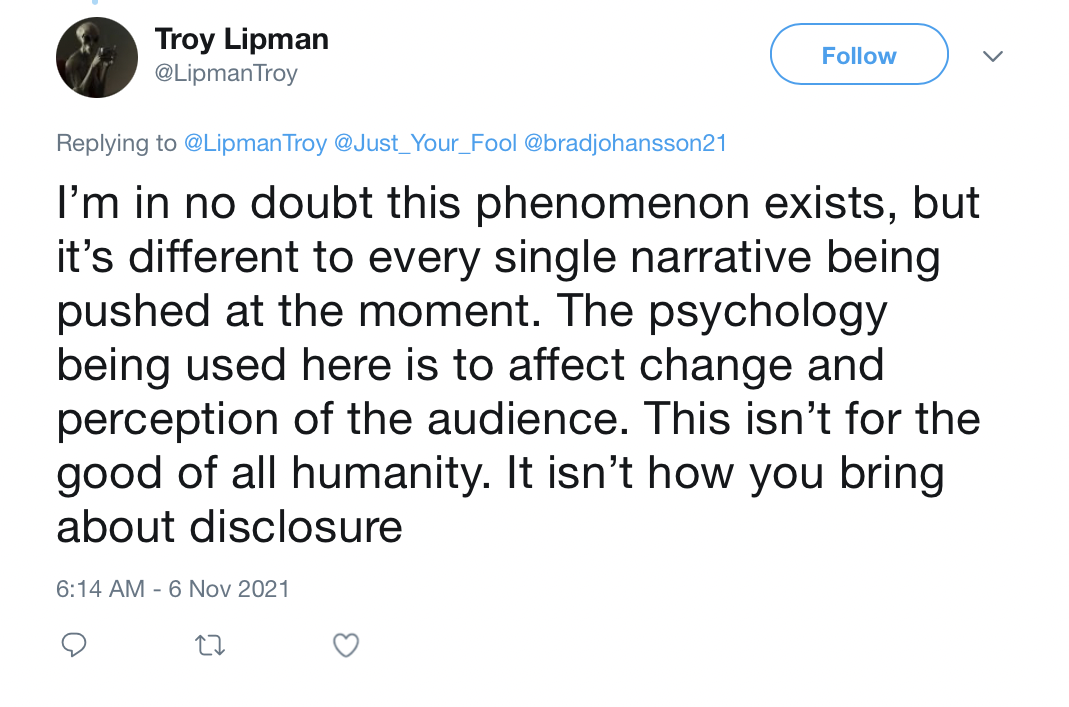 Troy Lipman
@LipmanTroy
Follow
Replying to @LipmanTroy @Just_Your_Fool @bradjohansson21
I’m in no doubt this phenomenon exists, but
it’s different to every single narrative being
pushed at the moment. The psychology
being used here is to affect change and
perception of the audience. This isn’t for the
good of all humanity. It isn’t how you bring
about disclosure
6:14 AM - 6 Nov 2021